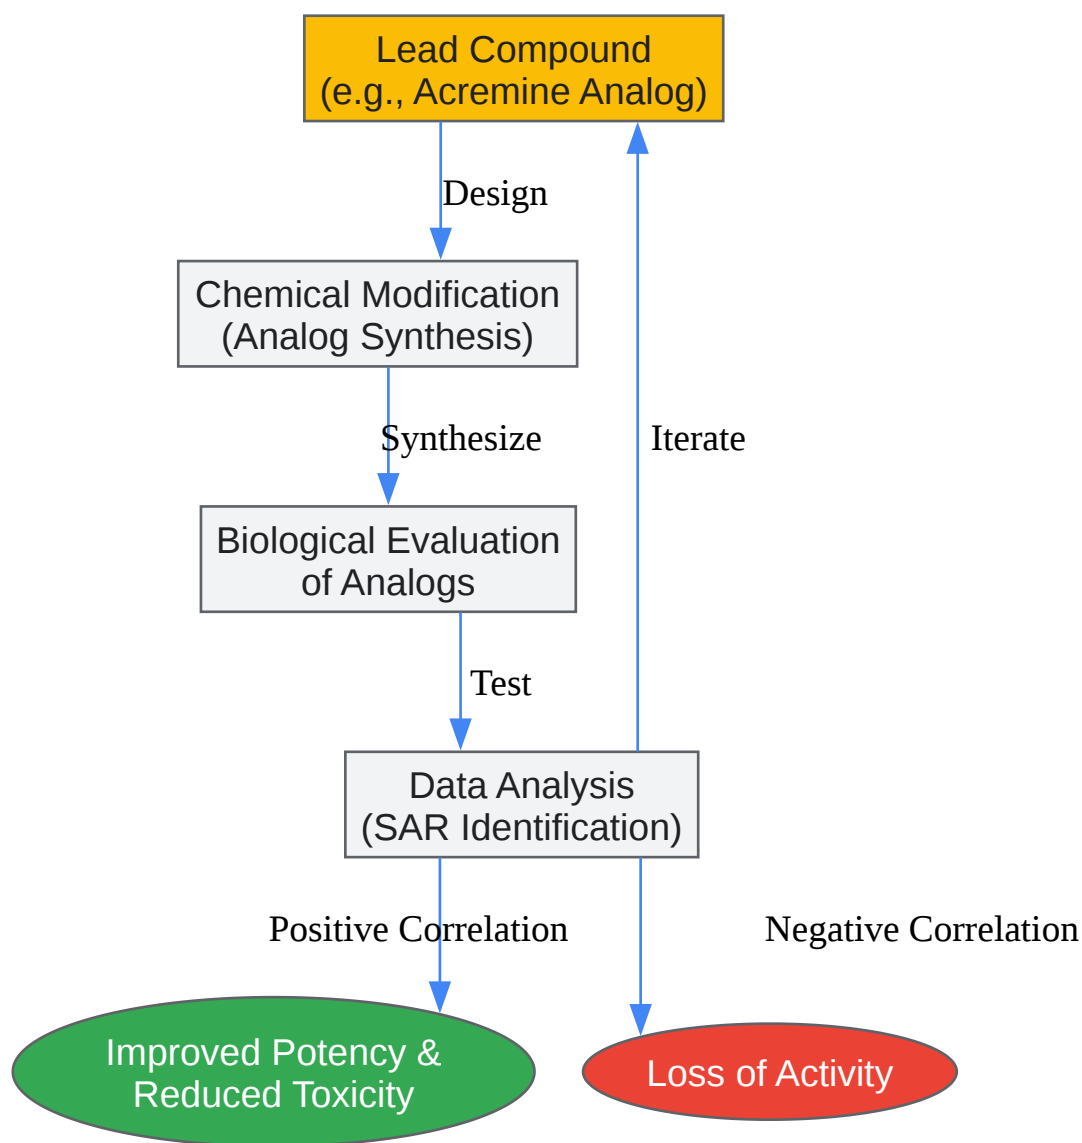 Lead Compound
(e.g., Acremine Analog)
Design
Chemical Modification
(Analog Synthesis)
Synthesize
Iterate
Biological Evaluation
of Analogs
Test
Data Analysis
(SAR Identification)
Positive Correlation
Negative Correlation
Improved Potency &
Reduced Toxicity
Loss of Activity